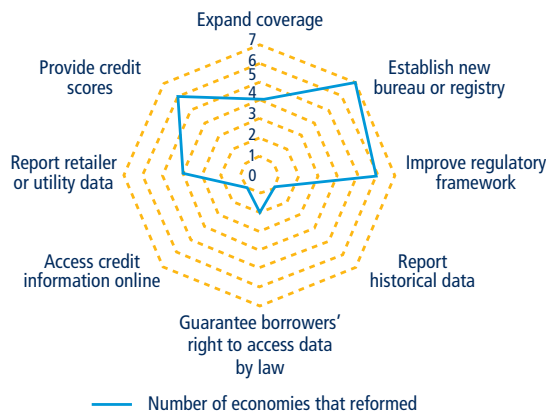 Expand coverage
7
6
5
4
3
2
1
0
Provide credit
scores
Establish new
bureau or registry
Report retailer
or utility data
Improve regulatory
framework
Access credit
information online
Report
historical data
Guarantee borrowers’
right to access data
by law
Number of economies that reformed